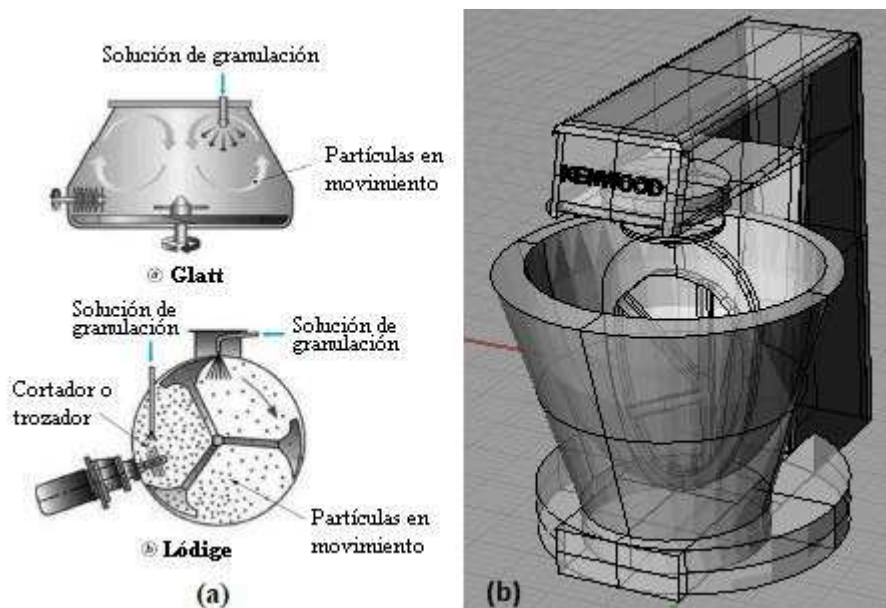 Solución de granulación
Partículas en
movimiento
ⓐ Glatt
Solución de
granulación
Solución de
granulación
Cortador o
trozador
Partículas en
movimiento
ⓑ Lódige
(a)
KENWOOD
(b)